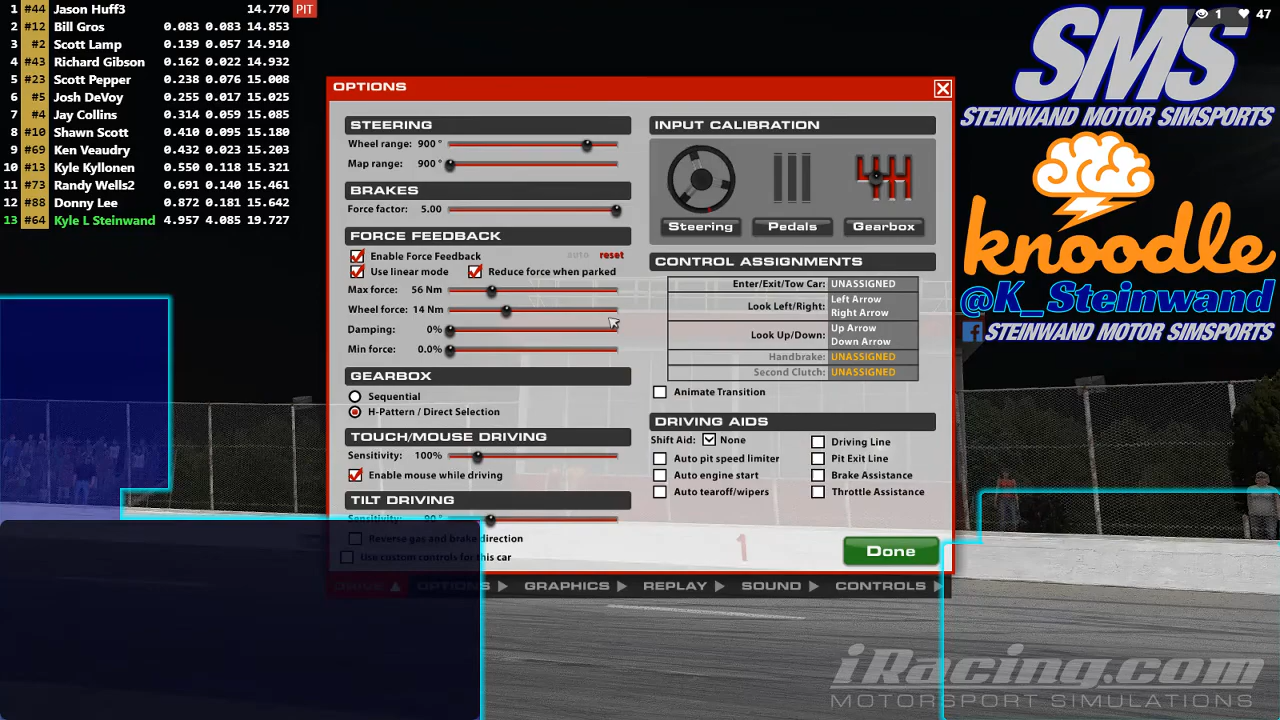 1 #44 Jason Huff3 14.770 PIT
2 #12 Bill Gros 0.083 0.083 14.853
3 #2 Scott Lamp 0.139 0.057 14.910
4 #43 Richard Gibson 0.162 0.022 14.932
5 #23 Scott Pepper 0.238 0.076 15.008
6 #5 Josh DeVoy 0.255 0.017 15.025
7 #4 Jay Collins 0.314 0.059 15.085
8 #10 Shawn Scott 0.410 0.095 15.180
9 #69 Ken Veaudry 0.432 0.023 15.203
10 #13 Kyle Kyllonen 0.550 0.118 15.321
11 #73 Randy Wells2 0.691 0.140 15.461
12 #88 Donny Lee 0.872 0.181 15.642
13 #64 Kyle L Steinwand 4.957 4.085 19.727
OPTIONS
STEERING
Wheel range: 900 °
Map range: 900 °
BRAKES
Force factor: 5.00
FORCE FEEDBACK
Enable Force Feedback auto reset
Use linear mode Reduce force when parked
Max force: 56 Nm
Wheel force: 14 Nm
Damping: 0%
Min force: 0.0%
GEARBOX
Sequential
H-Pattern / Direct Selection
TOUCH/MOUSE DRIVING
Sensitivity: 100%
Enable mouse while driving
TILT DRIVING
Sensitivity: 90 °
Reverse gas and brake direction
Use custom controls for this car
INPUT CALIBRATION
Steering Pedals Gearbox
CONTROL ASSIGNMENTS
Enter/Exit/Tow Car: UNASSIGNED
Look Left/Right: Left Arrow
Right Arrow
Look Up/Down: Up Arrow
Down Arrow
Handbrake: UNASSIGNED
Second Clutch: UNASSIGNED
Animate Transition
DRIVING AIDS
Shift Aid: None Driving Line
Auto pit speed limiter Pit Exit Line
Auto engine start Brake Assistance
Auto tearoff/wipers Throttle Assistance
1
Done
DRIVE OPTIONS GRAPHICS REPLAY SOUND CONTROLS
1 47
SMS
STEINWAND MOTOR SIMSPORTS
knoodle
@K_Steinwand
f STEINWAND MOTOR SIMSPORTS
iRacing.com
MOTORSPORT SIMULATIONS